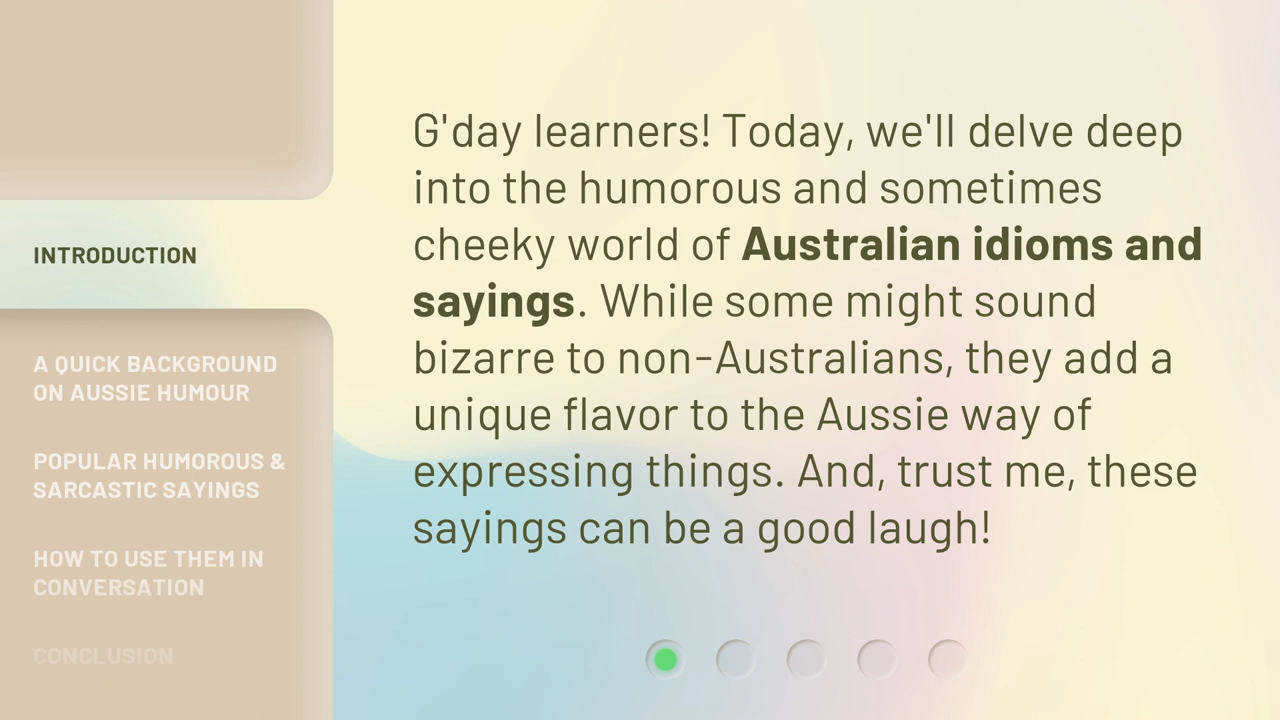 INTRODUCTION
A QUICK BACKGROUND
ON AUSSIE HUMOUR
POPULAR HUMOROUS &
SARCASTIC SAYINGS
HOW TO USE THEM IN
CONVERSATION
CONCLUSION
G'day learners! Today, we'll delve deep
into the humorous and sometimes
cheeky world of Australian idioms and
sayings. While some might sound
bizarre to non-Australians, they add a
unique flavor to the Aussie way of
expressing things. And, trust me, these
sayings can be a good laugh!